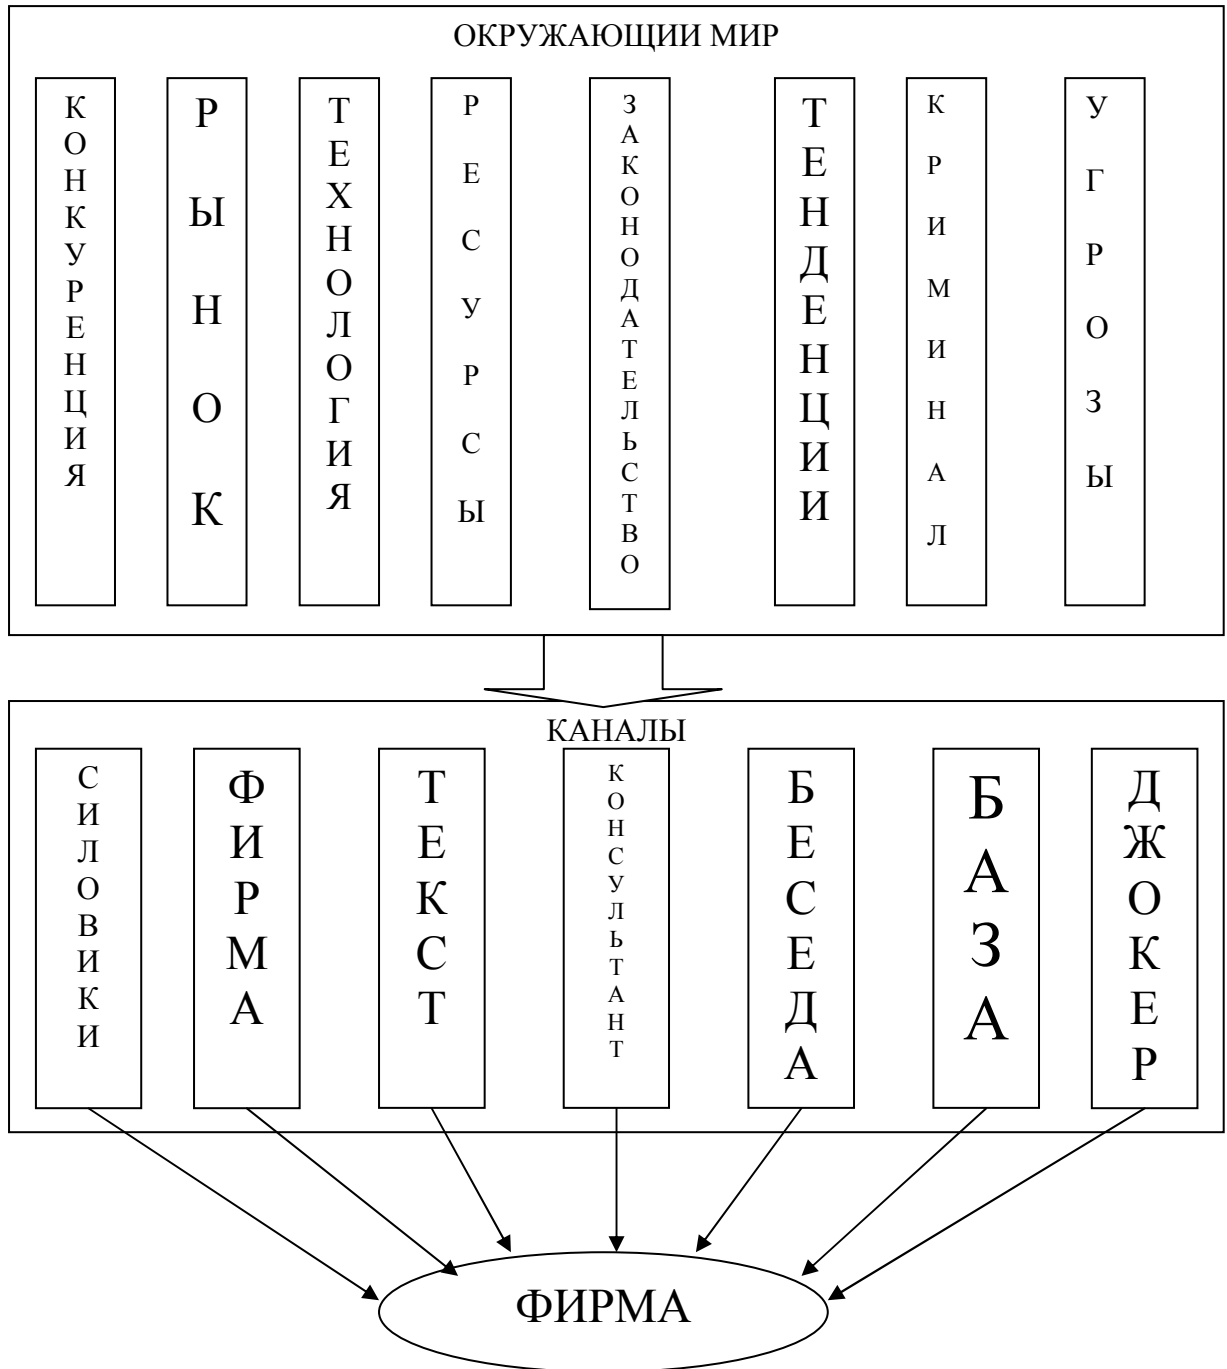 ОКРУЖАЮЩИИ МИР
КОНКУРЕНЦИЯ
РЫНОК
ТЕХНОЛОГИЯ
РЕСУРСЫ
ЗАКОНОДАТЕЛЬСТВО
ТЕНДЕНЦИИ
КРИМИНАЛ
УГРОЗЫ
КАНАЛЫ
СИЛОВИКИ
ФИРМА
ТЕКСТ
КОНСУЛЬТАНТ
БЕСЕДА
БАЗА
ДЖОКЕР
ФИРМА